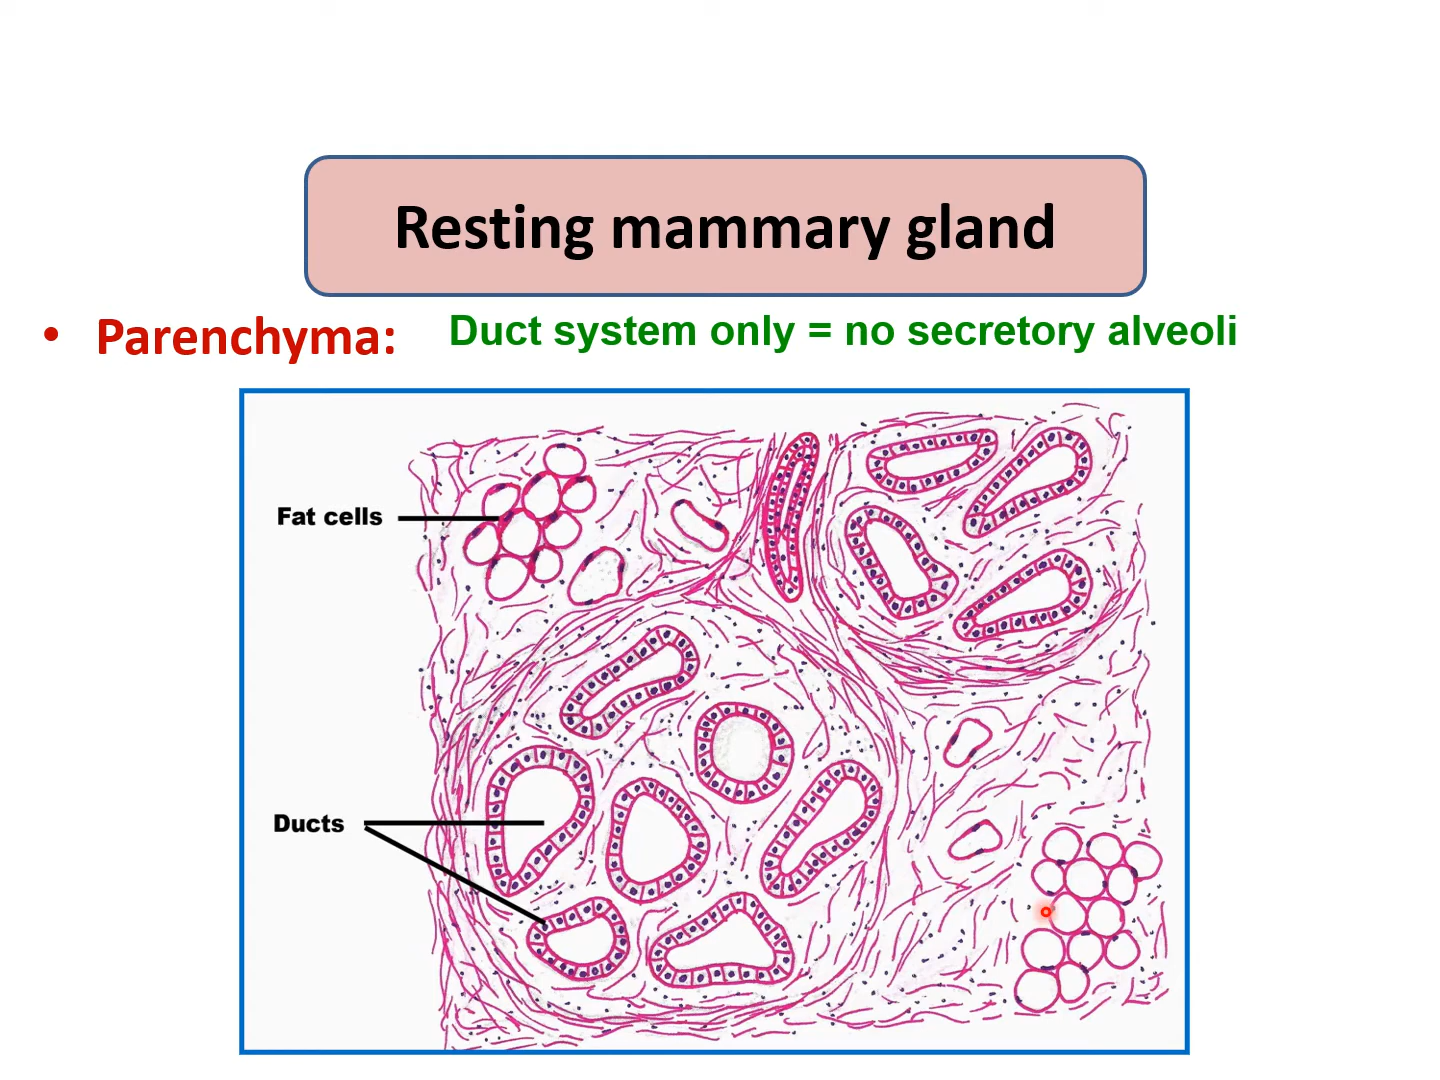 Resting mammary gland
• Parenchyma: Duct system only = no secretory alveoli
Fat cells
Ducts